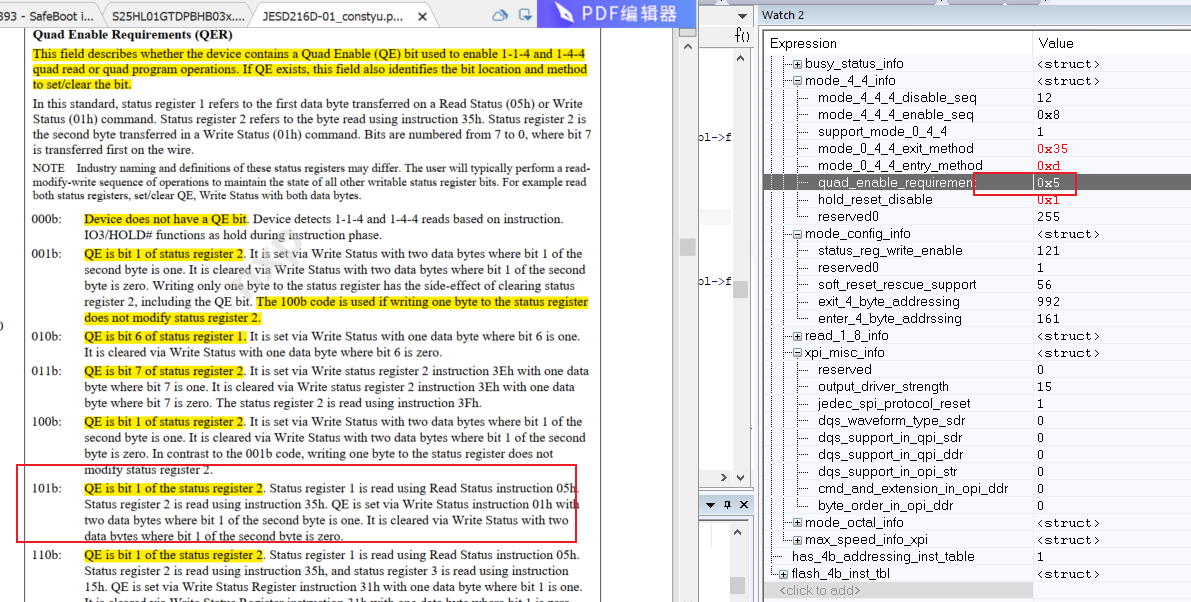 393 - SafeBoot i...
S25HL01GTDPBHB03x....
JESD216D-01_constyu.p...
PDF编辑器
Quad Enable Requirements (QER)
This field describes whether the device contains a Quad Enable (QE) bit used to enable 1-1-4 and 1-4-4
quad read or quad program operations. If QE exists, this field also identifies the bit location and method
to set/clear the bit.
In this standard, status register 1 refers to the first data byte transferred on a Read Status (05h) or Write
Status (01h) command. Status register 2 refers to the byte read using instruction 35h. Status register 2 is
the second byte transferred in a Write Status (01h) command. Bits are numbered from 7 to 0, where bit 7
is transferred first on the wire.
NOTE Industry naming and definitions of these status registers may differ. The user will typically perform a read-
modify-write sequence of operations to maintain the state of all other writable status register bits. For example read
both status registers, set/clear QE, Write Status with both data bytes.
000b: Device does not have a QE bit. Device detects 1-1-4 and 1-4-4 reads based on instruction.
IO3/HOLD# functions as hold during instruction phase.
001b: QE is bit 1 of status register 2. It is set via Write Status with two data bytes where bit 1 of the
second byte is one. It is cleared via Write Status with two data bytes where bit 1 of the second
byte is zero. Writing only one byte to the status register has the side-effect of clearing status
register 2, including the QE bit. The 100b code is used if writing one byte to the status register
does not modify status register 2.
010b: QE is bit 6 of status register 1. It is set via Write Status with one data byte where bit 6 is one.
It is cleared via Write Status with one data byte where bit 6 is zero.
011b: QE is bit 7 of status register 2. It is set via Write status register 2 instruction 3Eh with one data
byte where bit 7 is one. It is cleared via Write status register 2 instruction 3Eh with one data
byte where bit 7 is zero. The status register 2 is read using instruction 3Fh.
100b: QE is bit 1 of status register 2. It is set via Write Status with two data bytes where bit 1 of the
second byte is one. It is cleared via Write Status with two data bytes where bit 1 of the second
byte is zero. In contrast to the 001b code, writing one byte to the status register does not
modify status register 2.
101b: QE is bit 1 of the status register 2. Status register 1 is read using Read Status instruction 05h.
Status register 2 is read using instruction 35h. QE is set via Write Status instruction 01h with
two data bytes where bit 1 of the second byte is one. It is cleared via Write Status with two
data bytes where bit 1 of the second byte is zero.
110b: QE is bit 1 of the status register 2. Status register 1 is read using Read Status instruction 05h.
Status register 2 is read using instruction 35h, and status register 3 is read using instruction
15h. QE is set via Write Status Register instruction 31h with one data byte where bit 1 is one.
f()
ol->f
ol->f
Watch 2
Expression Value
busy_status_info <struct>
mode_4_4_info <struct>
mode_4_4_4_disable_seq 12
mode_4_4_4_enable_seq 0x8
support_mode_0_4_4 1
mode_0_4_4_exit_method 0x35
mode_0_4_4_entry_method 0xd
quad_enable_requirement 0x5
hold_reset_disable 0x1
reserved0 255
mode_config_info <struct>
status_reg_write_enable 121
reserved0 1
soft_reset_rescue_support 56
exit_4_byte_addressing 992
enter_4_byte_addrssing 161
read_1_8_info <struct>
xpi_misc_info <struct>
reserved 0
output_driver_strength 15
jedec_spi_protocol_reset 1
dqs_waveform_type_sdr 0
dqs_support_in_qpi_sdr 0
dqs_support_in_qpi_ddr 0
dqs_support_in_opi_str 0
cmd_and_extension_in_opi_ddr 0
byte_order_in_opi_ddr 0
mode_octal_info <struct>
max_speed_info_xpi <struct>
has_4b_addressing_inst_table 1
flash_4b_inst_tbl <struct>
<click to add>